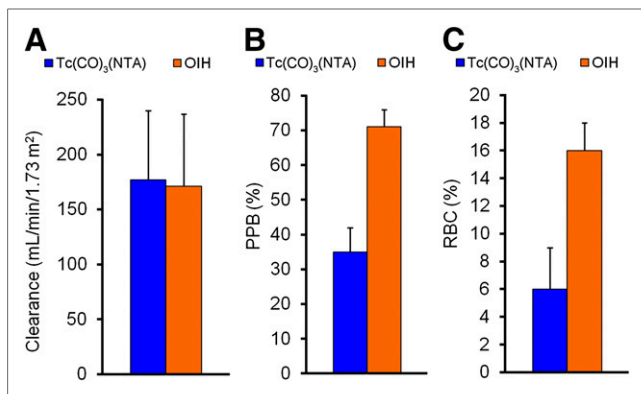 A
Tc(CO)₃(NTA) OIH
Clearance (mL/min/1.73 m²)
250
200
150
100
50
0
B
Tc(CO)₃(NTA) OIH
PPB (%)
80
70
60
50
40
30
20
10
0
C
Tc(CO)₃(NTA) OIH
RBC (%)
20
18
16
14
12
10
8
6
4
2
0